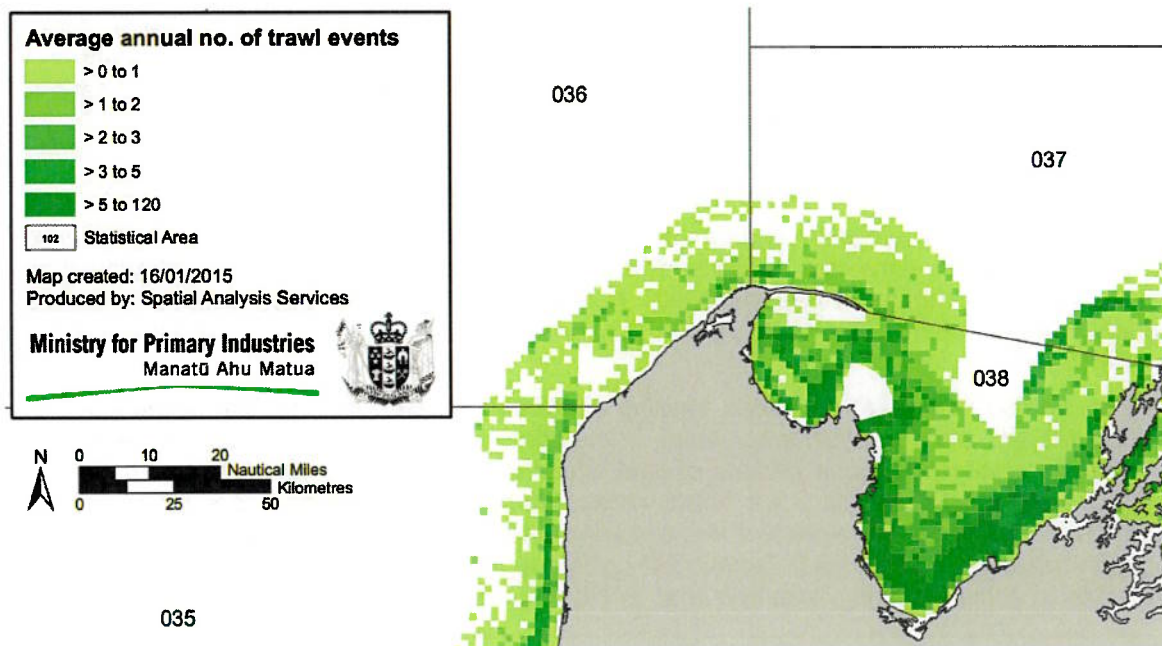 Average annual no. of trawl events
> 0 to 1
> 1 to 2
> 2 to 3
> 3 to 5
> 5 to 120
102 Statistical Area
Map created: 16/01/2015
Produced by: Spatial Analysis Services
Ministry for Primary Industries
Manatū Ahu Matua
036
037
038
N
0 10 20
Nautical Miles
Kilometres
0 25 50
035